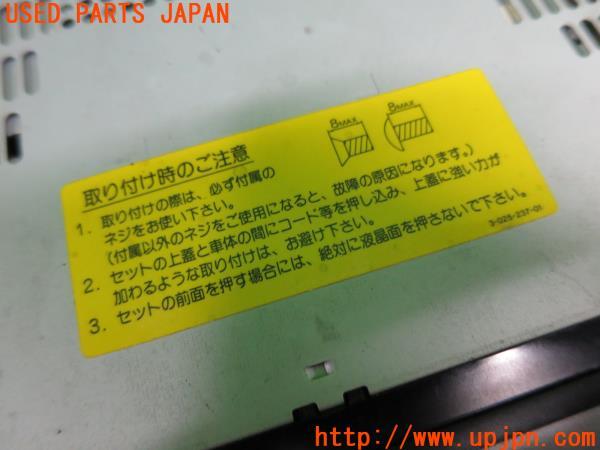 USED PARTS JAPAN
取り付け時のご注意
8MAX
8MAX
1. 取り付けの際は、必ず付属の
ネジをお使い下さい。
(付属以外のネジをご使用になると、故障の原因になります。)
2. セットの上蓋と車体の間にコード等を押し込み、上蓋に強い力が
加わるような取り付けは、お避け下さい。
3. セットの前面を押す場合には、絶対に液晶面を押さないで下さい。
3-025-237-01
http://www.upjpn.com